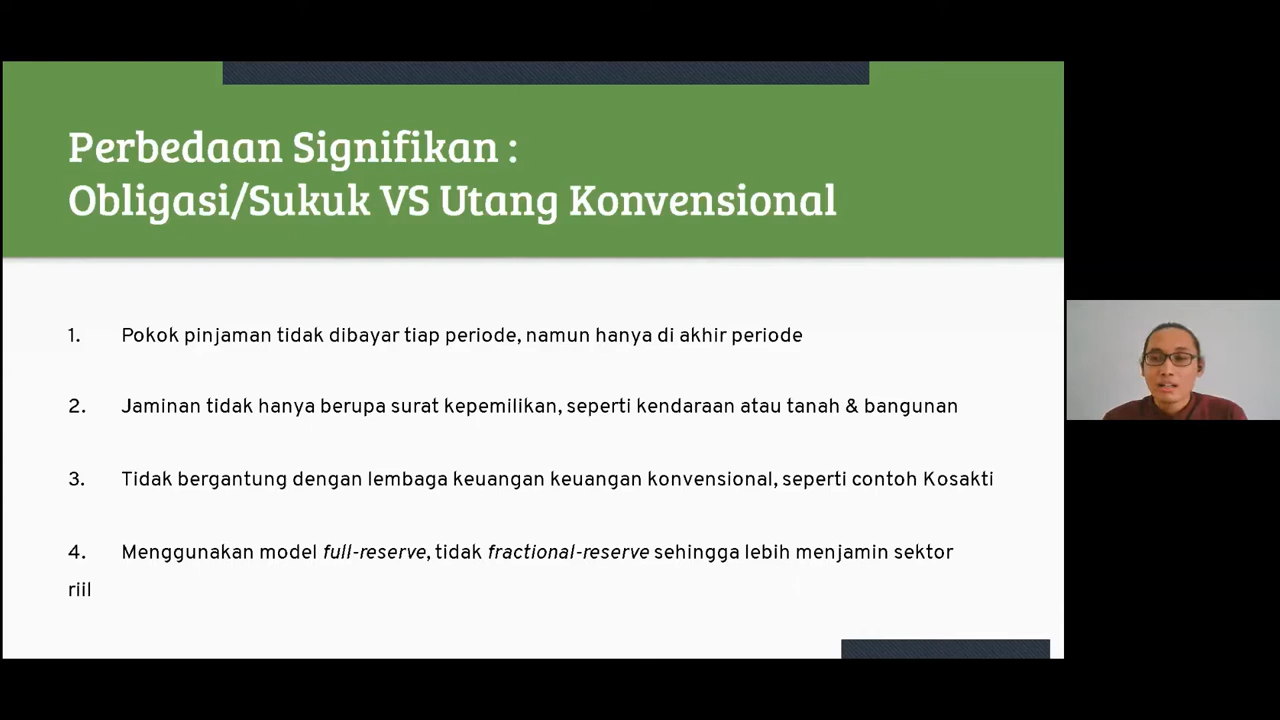 Perbedaan Signifikan :
Obligasi/Sukuk VS Utang Konvensional
1. Pokok pinjaman tidak dibayar tiap periode, namun hanya di akhir periode
2. Jaminan tidak hanya berupa surat kepemilikan, seperti kendaraan atau tanah & bangunan
3. Tidak bergantung dengan lembaga keuangan keuangan konvensional, seperti contoh Kosakti
4. Menggunakan model full-reserve, tidak fractional-reserve sehingga lebih menjamin sektor
riil